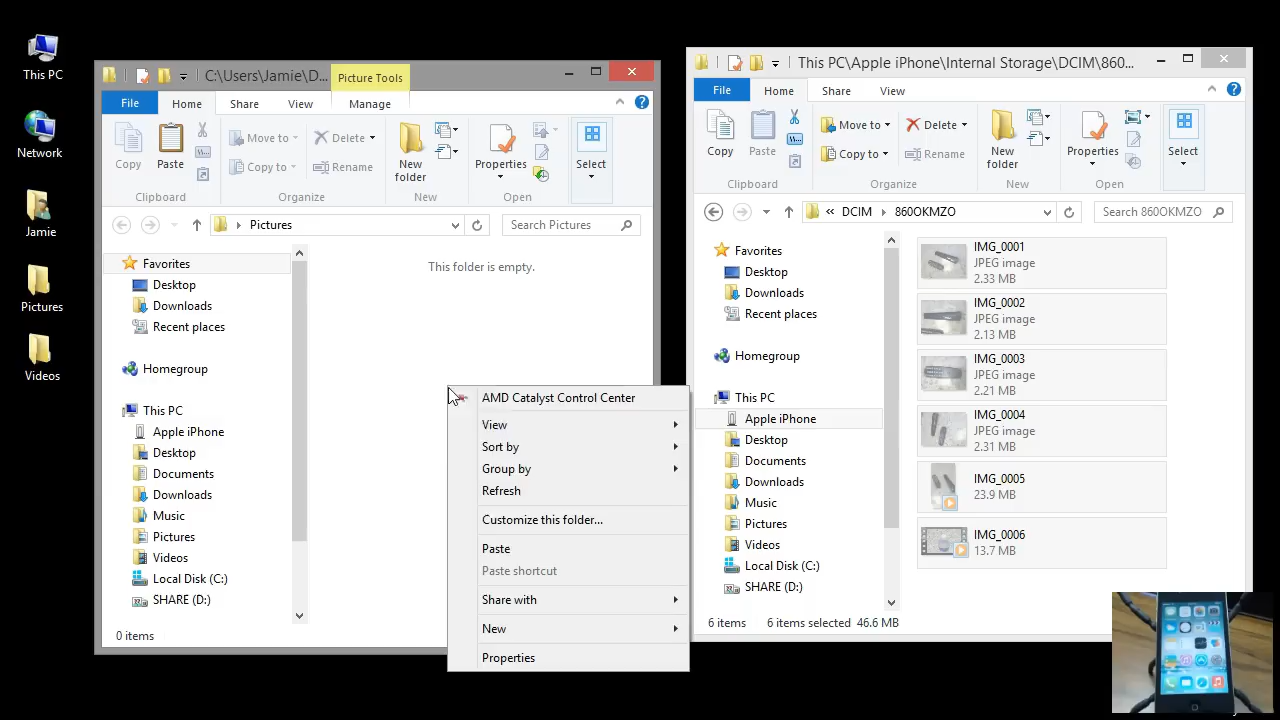 This PC
Network
Jamie
Pictures
Videos
C:\Users\Jamie\D...
Picture Tools
File
Home
Share
View
Manage
Copy
Paste
Move to
Copy to
Delete
Rename
New folder
Properties
Select
Clipboard
Organize
New
Open
Pictures
Search Pictures
Favorites
Desktop
Downloads
Recent places
Homegroup
This PC
Apple iPhone
Desktop
Documents
Downloads
Music
Pictures
Videos
Local Disk (C:)
SHARE (D:)
This folder is empty.
0 items
AMD Catalyst Control Center
View
Sort by
Group by
Refresh
Customize this folder...
Paste
Paste shortcut
Share with
New
Properties
This PC\Apple iPhone\Internal Storage\DCIM\860...
File
Home
Share
View
Copy
Paste
Move to
Copy to
Delete
Rename
New folder
Properties
Select
Clipboard
Organize
New
Open
« DCIM
860OKMZO
Search 860OKMZO
Favorites
Desktop
Downloads
Recent places
Homegroup
This PC
Apple iPhone
Desktop
Documents
Downloads
Music
Pictures
Videos
Local Disk (C:)
SHARE (D:)
IMG_0001
JPEG image
2.33 MB
IMG_0002
JPEG image
2.13 MB
IMG_0003
JPEG image
2.21 MB
IMG_0004
JPEG image
2.31 MB
IMG_0005
23.9 MB
IMG_0006
13.7 MB
6 items
6 items selected 46.6 MB